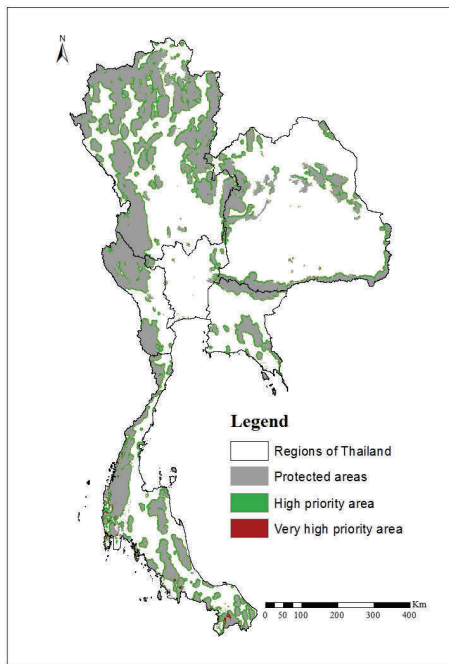 N
Legend
Regions of Thailand
Protected areas
High priority area
Very high priority area
Km
0 50 100 200 300 400